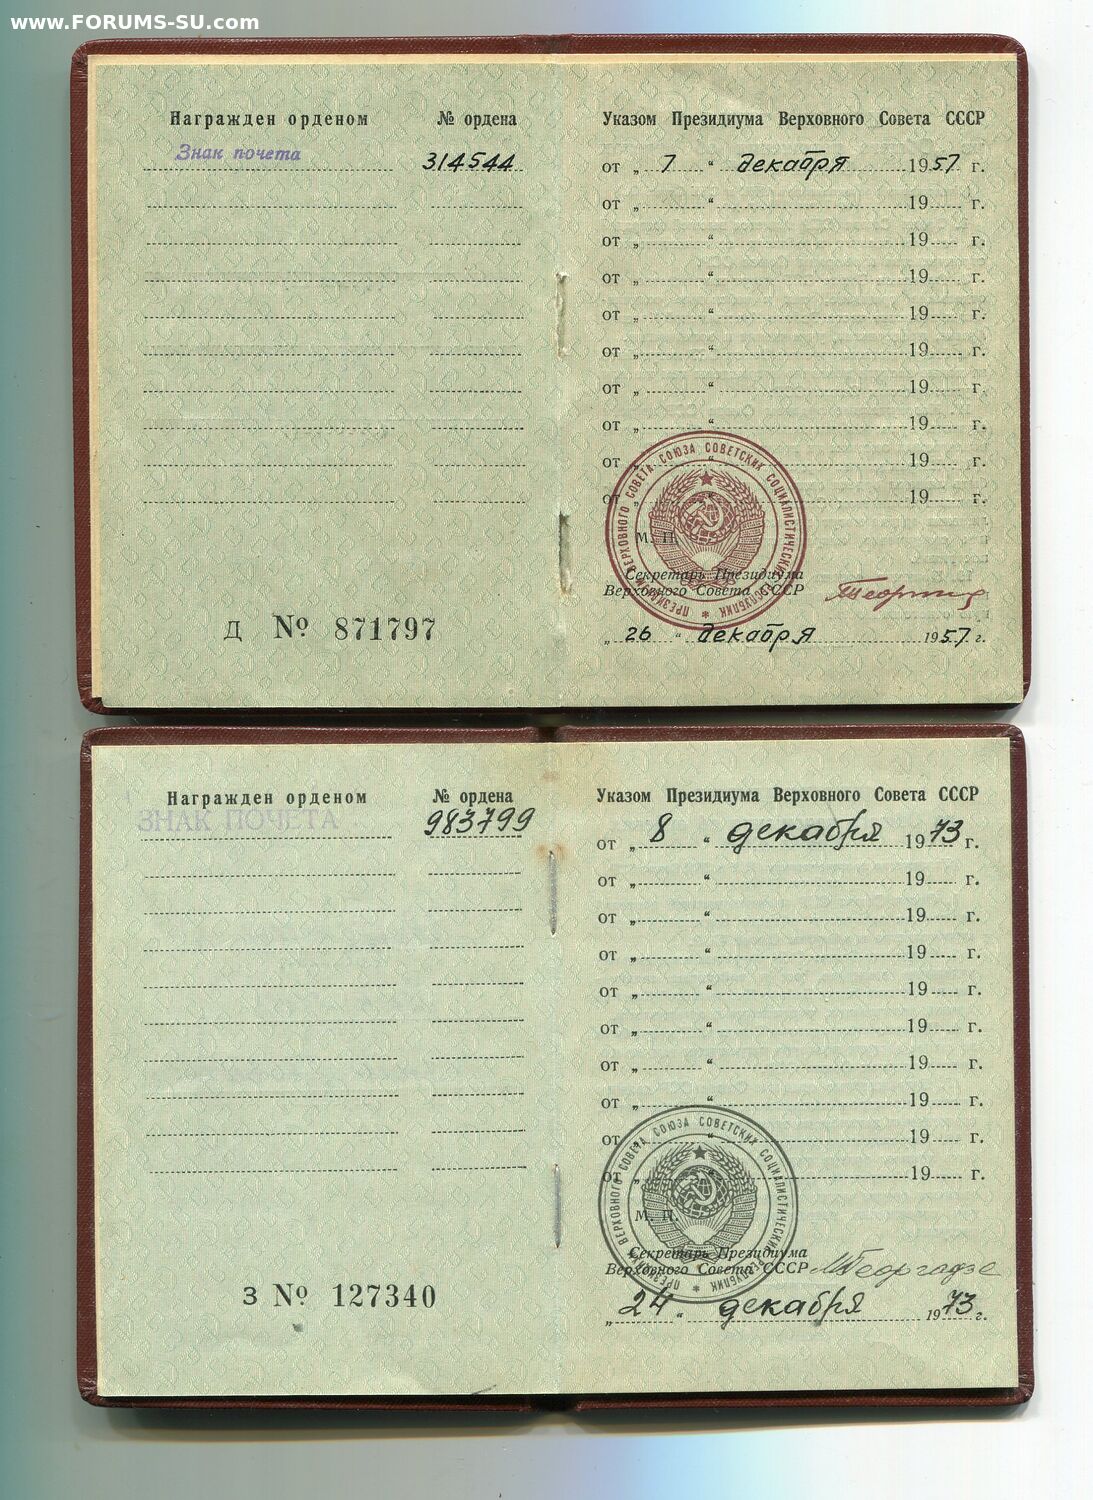 www.FORUMS-SU.com
Награжден орденом № ордена Указом Президиума Верховного Совета СССР
Знак почета 314544 от „ 7 “ декабря 1957 г.
от „ “ 19 г.
от „ “ 19 г.
от „ “ 19 г.
от „ “ 19 г.
от „ “ 19 г.
от „ “ 19 г.
от „ “ 19 г.
от „ “ 19 г.
от „ “ 19 г.
ПРЕЗИДИУМ ВЕРХОВНОГО СОВЕТА СОЮЗА СОВЕТСКИХ СОЦИАЛИСТИЧЕСКИХ РЕСПУБЛИК
М. П.
Секретарь Президиума
Верховного Совета СССР
Д № 871797 „ 26 “ декабря 1957 г.
Награжден орденом № ордена Указом Президиума Верховного Совета СССР
ЗНАК ПОЧЕТА 983799 от „ 8 “ декабря 1973 г.
от „ “ 19 г.
от „ “ 19 г.
от „ “ 19 г.
от „ “ 19 г.
от „ “ 19 г.
от „ “ 19 г.
от „ “ 19 г.
от „ “ 19 г.
от „ “ 19 г.
ПРЕЗИДИУМ ВЕРХОВНОГО СОВЕТА СОЮЗА СОВЕТСКИХ СОЦИАЛИСТИЧЕСКИХ РЕСПУБЛИК
М. П.
Секретарь Президиума
Верховного Совета СССР МГеоргадзе
З № 127340 „ 24 “ декабря 1973 г.